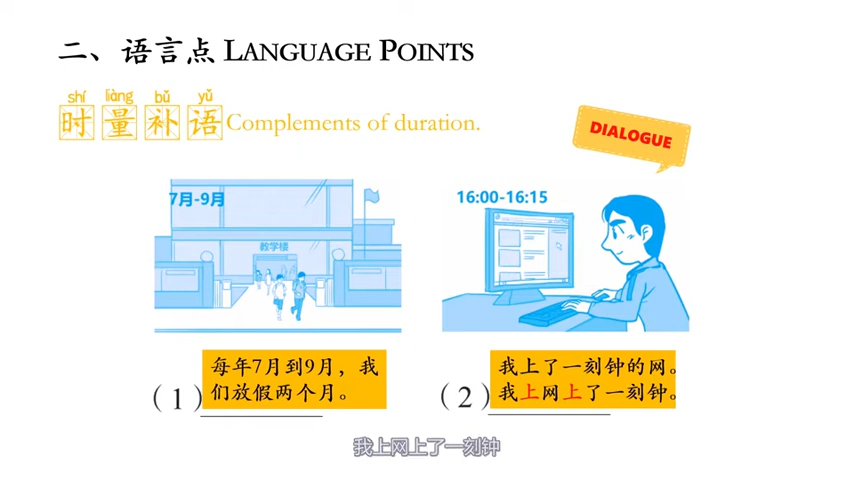 二、语言点 LANGUAGE POINTS
shí liàng bǔ yǔ
时量补语 Complements of duration.
DIALOGUE
7月-9月
教学楼
16:00-16:15
(1) 每年7月到9月，我
们放假两个月。
(2) 我上了一刻钟的网。
我上网上了一刻钟。
我上网上了一刻钟